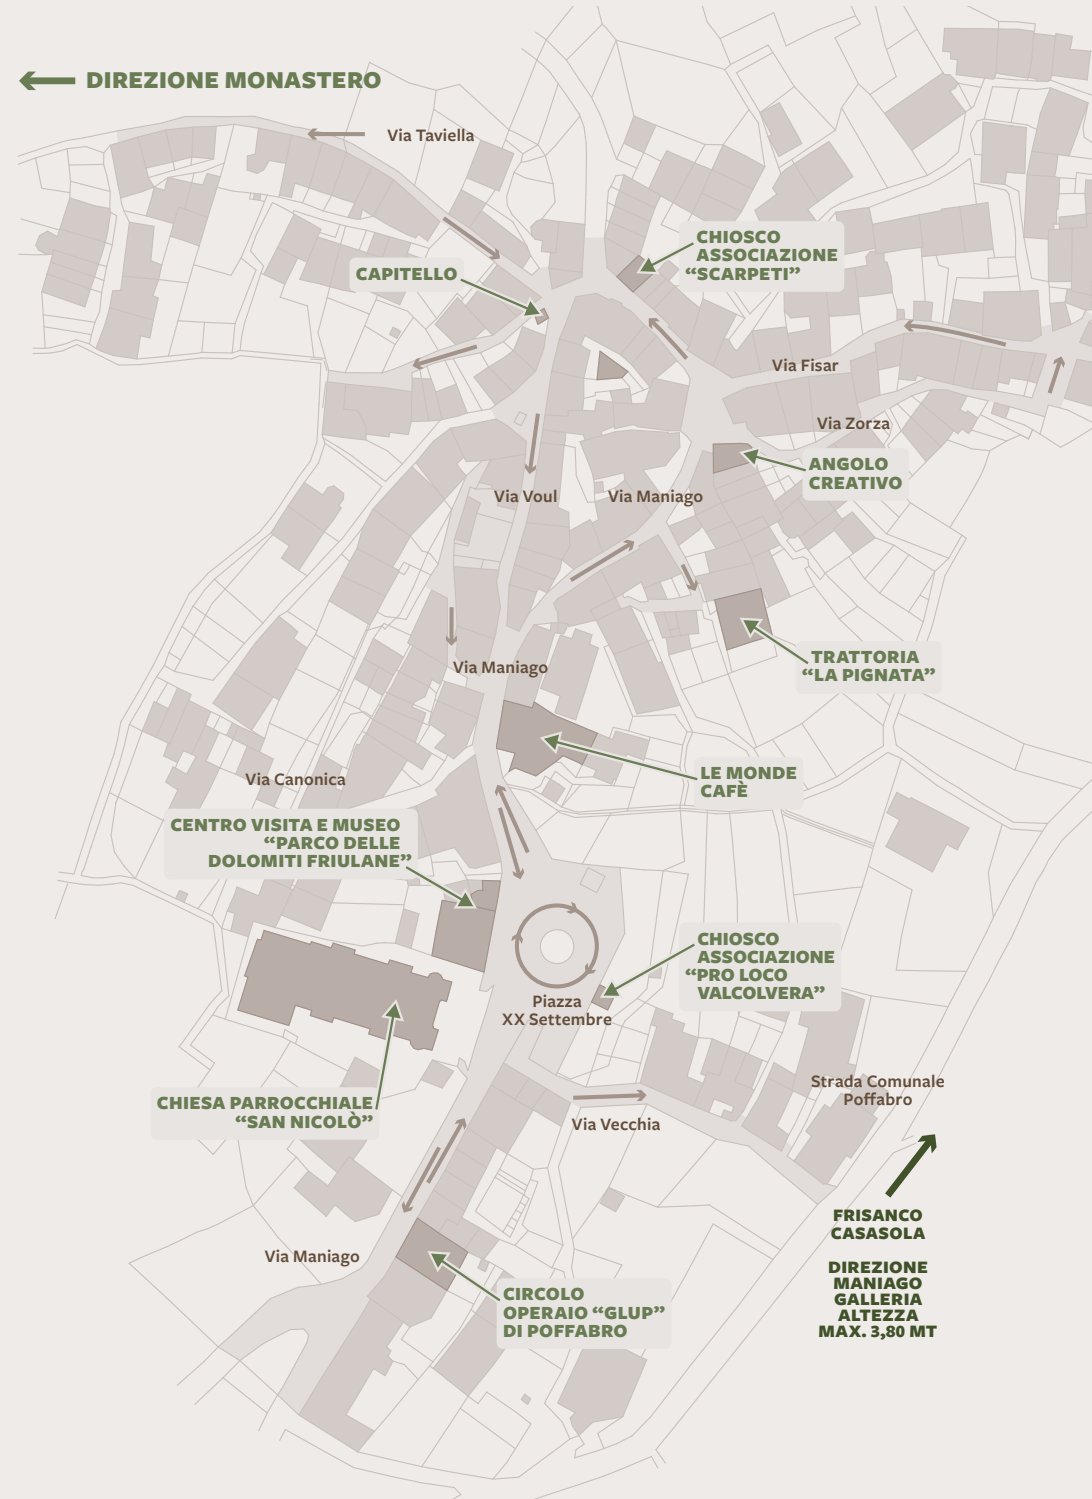 DIREZIONE MONASTERO
Via Taviella
CHIOSCO
ASSOCIAZIONE
“SCARPETI”
CAPITELLO
Via Fisar
Via Zorza
ANGOLO
CREATIVO
Via Voul
Via Maniago
TRATTORIA
“LA PIGNATA”
Via Maniago
LE MONDE
CAFÈ
Via Canonica
CENTRO VISITA E MUSEO
“PARCO DELLE
DOLOMITI FRIULANE”
CHIOSCO
ASSOCIAZIONE
“PRO LOCO
VALCOLVERA”
Piazza
XX Settembre
Strada Comunale
Poffabro
CHIESA PARROCCHIALE
“SAN NICOLÒ”
Via Vecchia
FRISANCO
CASASOLA
DIREZIONE
MANIAGO
GALLERIA
ALTEZZA
MAX. 3,80 MT
Via Maniago
CIRCOLO
OPERAIO “GLUP”
DI POFFABRO